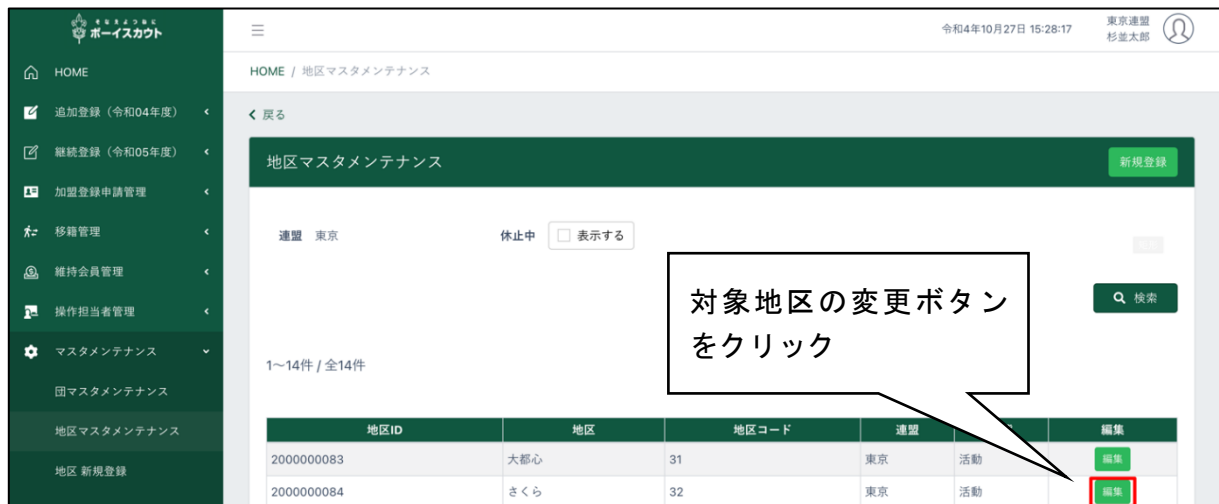 そなえよつねに
ボーイスカウト
令和4年10月27日 15:28:17
東京連盟
杉並太郎
HOME
追加登録（令和04年度）
継続登録（令和05年度）
加盟登録申請管理
移籍管理
維持会員管理
操作担当者管理
マスタメンテナンス
団マスタメンテナンス
地区マスタメンテナンス
地区 新規登録
HOME / 地区マスタメンテナンス
戻る
地区マスタメンテナンス
新規登録
連盟 東京
休止中 表示する
検索
対象地区の変更ボタン
をクリック
1〜14件 / 全14件
地区ID 地区 地区コード 連盟 編集
2000000083 大都心 31 東京 活動 編集
2000000084 さくら 32 東京 活動 編集